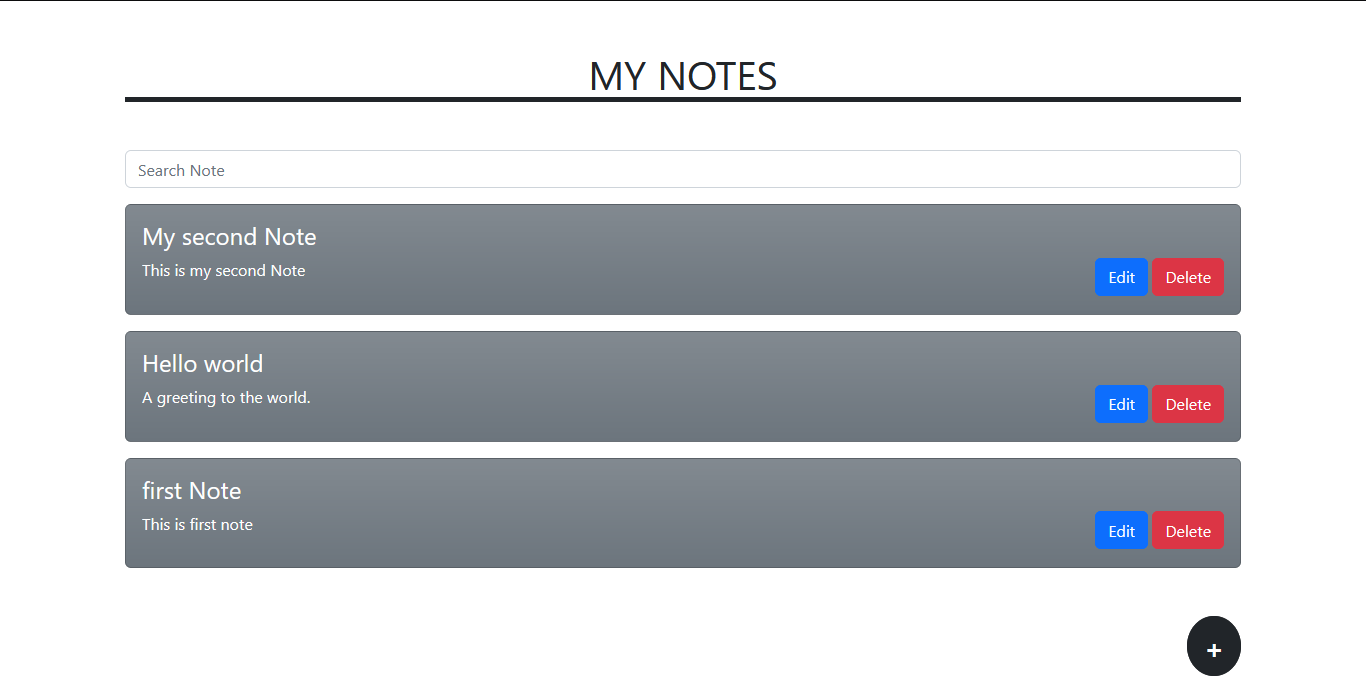 MY NOTES
Search Note
My second Note
This is my second Note
Edit Delete
Hello world
A greeting to the world.
Edit Delete
first Note
This is first note
Edit Delete
+